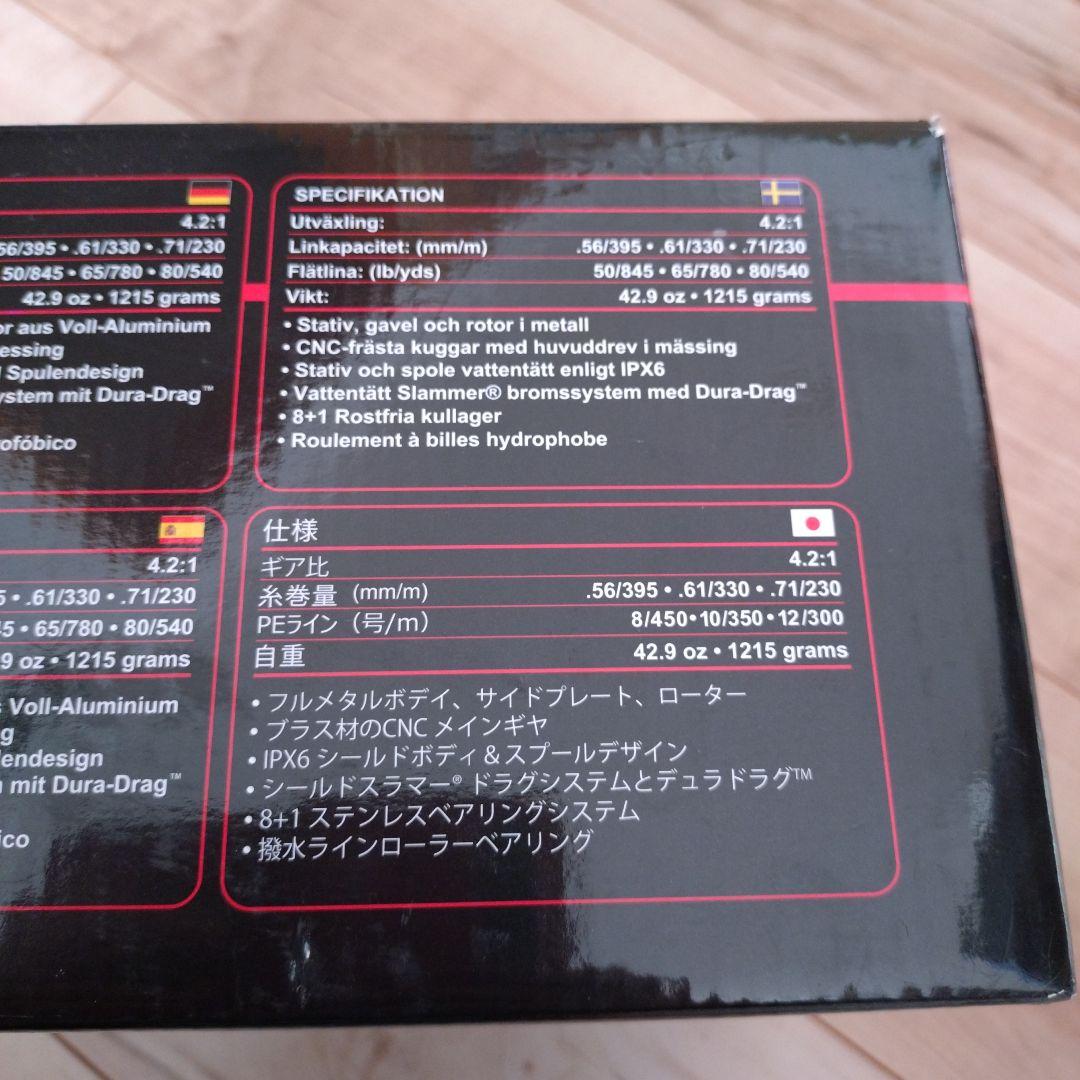 4.2:1
56/395 • .61/330 • .71/230
50/845 • 65/780 • 80/540
42.9 oz • 1215 grams
or aus Voll-Aluminium
essing
Spulendesign
ystem mit Dura-Drag™
ofóbico
SPECIFIKATION
Utväxling: 4.2:1
Linkapacitet: (mm/m) .56/395 • .61/330 • .71/230
Flätlina: (lb/yds) 50/845 • 65/780 • 80/540
Vikt: 42.9 oz • 1215 grams
• Stativ, gavel och rotor i metall
• CNC-frästa kuggar med huvuddrev i mässing
• Stativ och spole vattentätt enligt IPX6
• Vattentätt Slammer® bromssystem med Dura-Drag™
• 8+1 Rostfria kullager
• Roulement à billes hydrophobe
4.2:1
5 • .61/330 • .71/230
45 • 65/780 • 80/540
.9 oz • 1215 grams
s Voll-Aluminium
g
lendesign
n mit Dura-Drag™
ico
仕様
ギア比 4.2:1
糸巻量 (mm/m) .56/395 • .61/330 • .71/230
PEライン（号/m） 8/450•10/350•12/300
自重 42.9 oz • 1215 grams
• フルメタルボデイ、サイドプレート、ローター
• ブラス材のCNC メインギヤ
• IPX6 シールドボディ＆スプールデザイン
• シールドスラマー® ドラグシステムとデュラドラグ™
• 8+1 ステンレスベアリングシステム
• 撥水ラインローラーベアリング